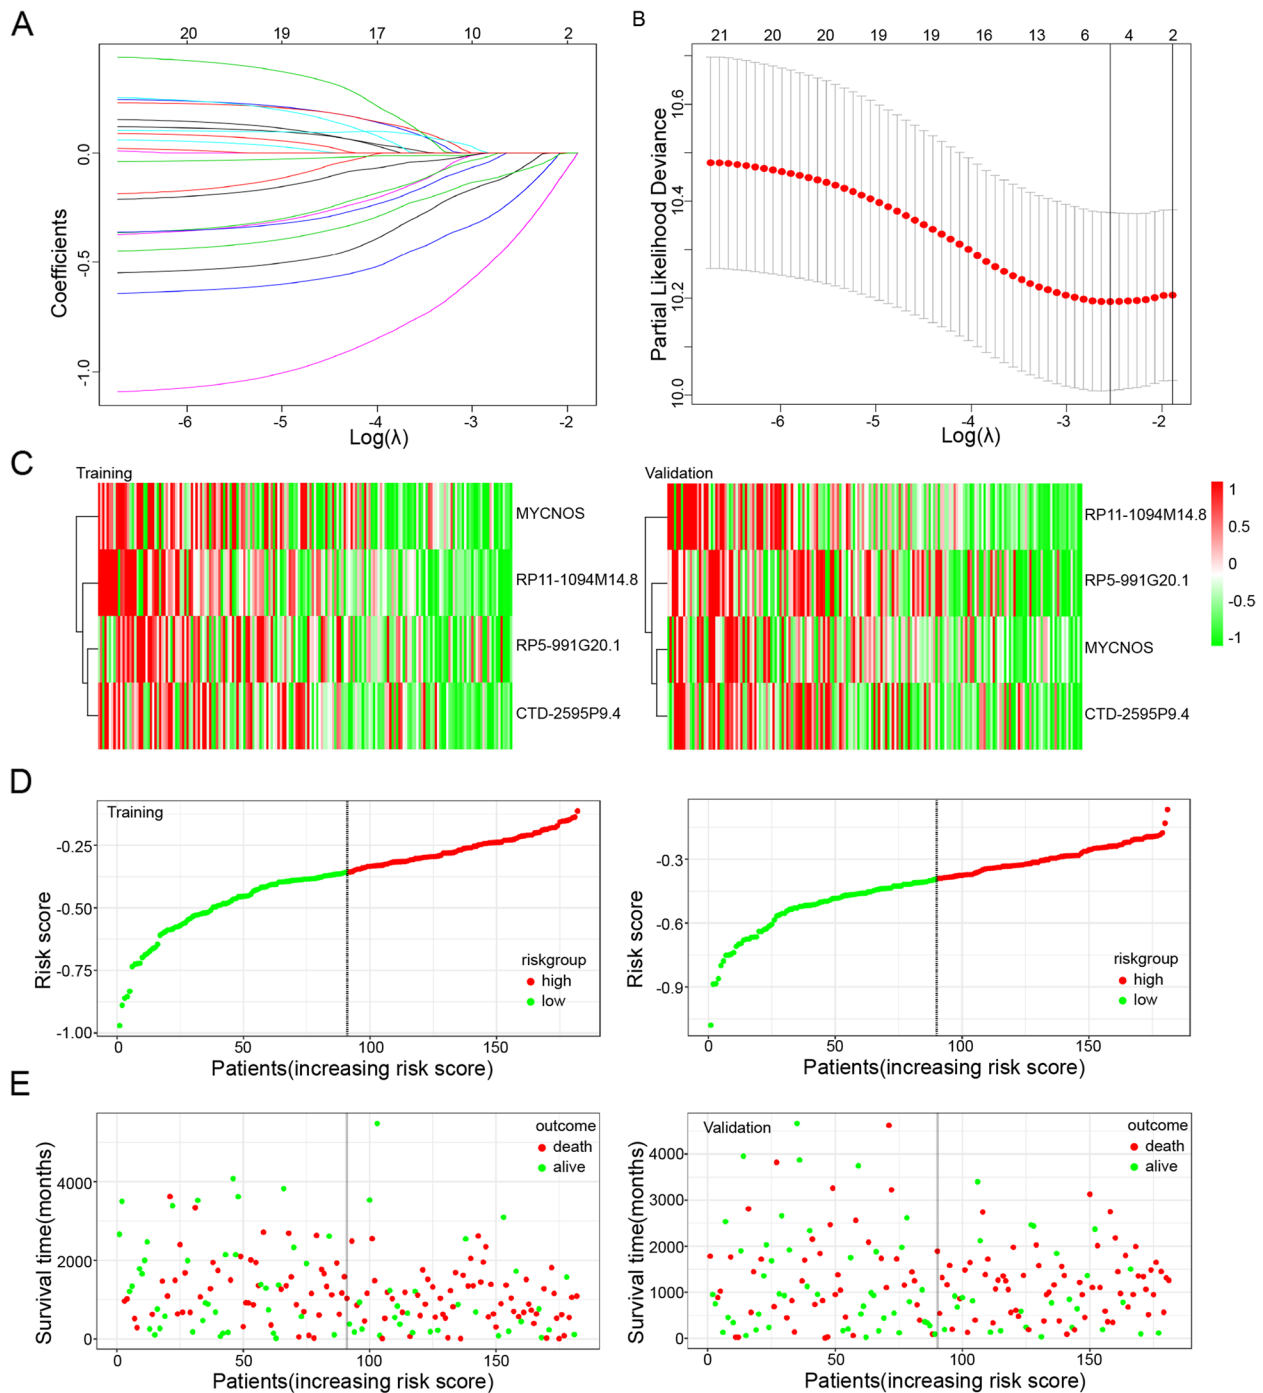 A
20 19 17 10 2
0.0
-0.5
-1.0
Coefficients
-6 -5 -4 -3 -2
Log(λ)
B
21 20 20 19 19 16 13 6 4 2
10.6
10.4
10.2
10.0
Partial Likelihood Deviance
-6 -5 -4 -3 -2
Log(λ)
C
Training
MYCNOS
RP11-1094M14.8
RP5-991G20.1
CTD-2595P9.4
Validation
RP11-1094M14.8
RP5-991G20.1
MYCNOS
CTD-2595P9.4
1
0.5
0
-0.5
-1
D
Training
-0.25
-0.50
-0.75
-1.00
Risk score
riskgroup
high
low
0 50 100 150
Patients(increasing risk score)
-0.3
-0.6
-0.9
Risk score
riskgroup
high
low
0 50 100 150
Patients(increasing risk score)
E
outcome
death
alive
4000
2000
0
Survival time(months)
0 50 100 150
Patients(increasing risk score)
Validation
outcome
death
alive
4000
3000
2000
1000
0
Survival time(months)
0 50 100 150
Patients(increasing risk score)